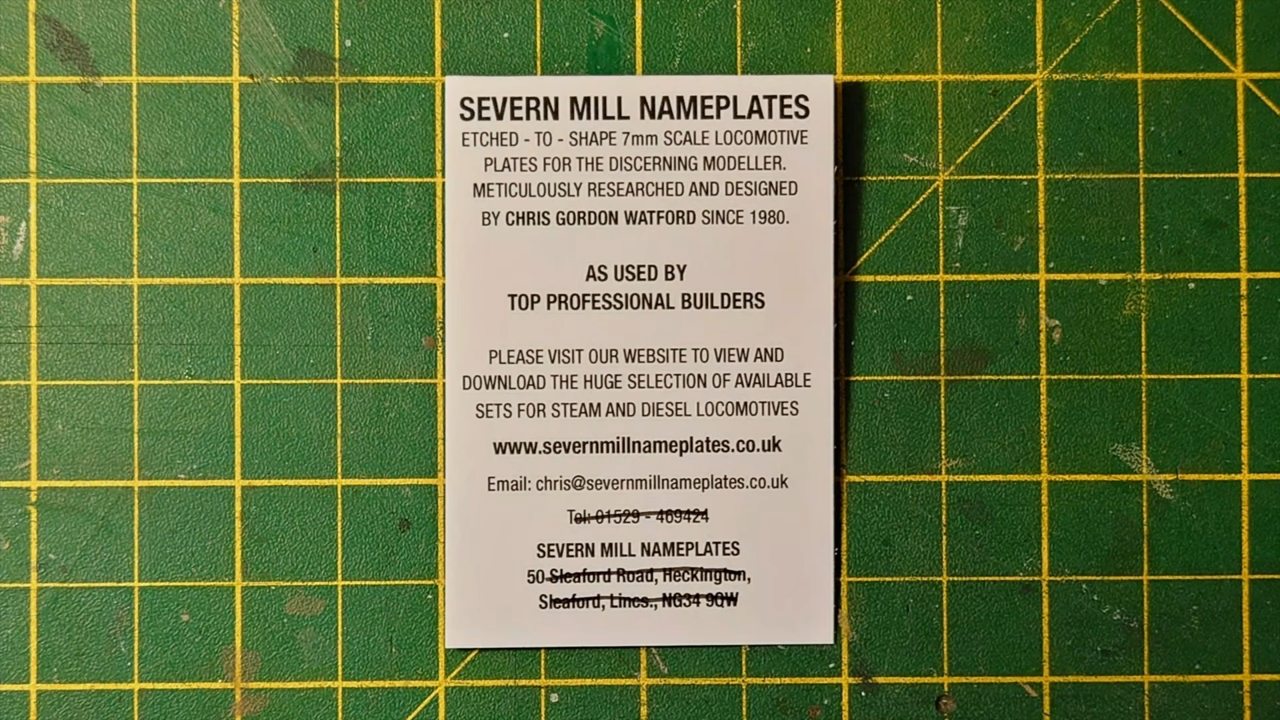 SEVERN MILL NAMEPLATES
ETCHED - TO - SHAPE 7mm SCALE LOCOMOTIVE
PLATES FOR THE DISCERNING MODELLER.
METICULOUSLY RESEARCHED AND DESIGNED
BY CHRIS GORDON WATFORD SINCE 1980.
AS USED BY
TOP PROFESSIONAL BUILDERS
PLEASE VISIT OUR WEBSITE TO VIEW AND
DOWNLOAD THE HUGE SELECTION OF AVAILABLE
SETS FOR STEAM AND DIESEL LOCOMOTIVES
www.severnmillnameplates.co.uk
Email: chris@severnmillnameplates.co.uk
Tel: 01529 - 469424
SEVERN MILL NAMEPLATES
50 Sleaford Road, Heckington,
Sleaford, Lincs., NG34 9QW